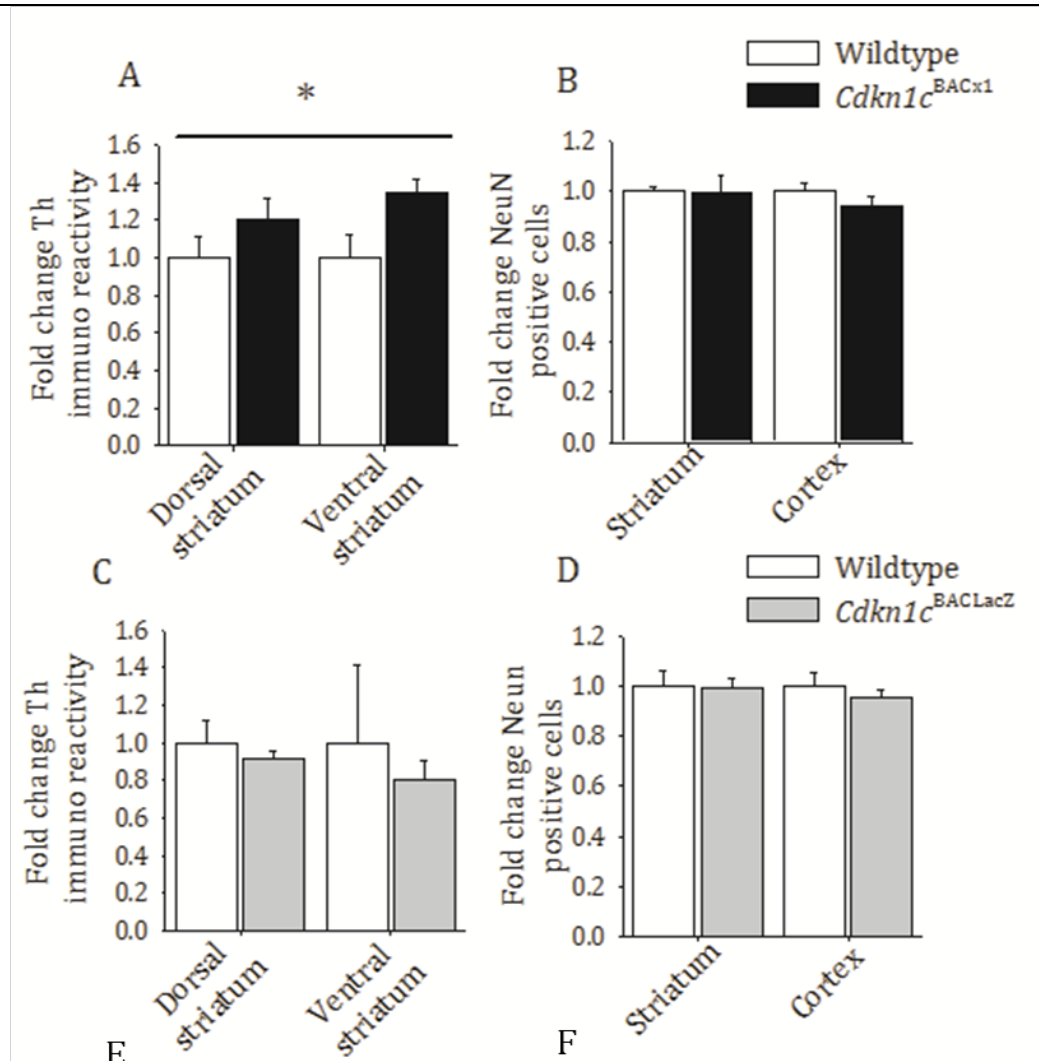 A
B
Wildtype
Cdkn1c^BACx1
*
Fold change Th
immuno reactivity
1.6
1.4
1.2
1.0
0.8
0.6
0.4
0.2
0.0
Dorsal
striatum
Ventral
striatum
Fold change NeuN
positive cells
1.2
1.0
0.8
0.6
0.4
0.2
0.0
Striatum
Cortex
C
D
Wildtype
Cdkn1c^BACLacZ
Fold change Th
immuno reactivity
1.6
1.4
1.2
1.0
0.8
0.6
0.4
0.2
0.0
Dorsal
striatum
Ventral
striatum
Fold change Neun
positive cells
1.2
1.0
0.8
0.6
0.4
0.2
0.0
Striatum
Cortex
E
F